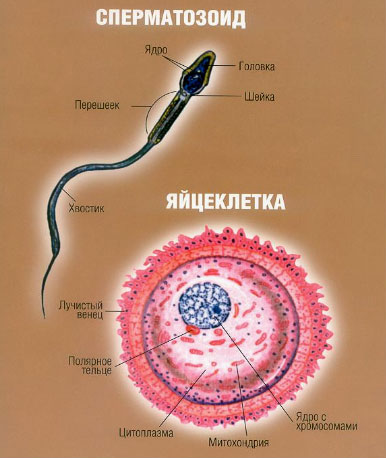 СПЕРМАТОЗОИД
Ядро
Головка
Шейка
Перешеек
Хвостик
ЯЙЦЕКЛЕТКА
Лучистый
венец
Полярное
тельце
Цитоплазма
Митохондрия
Ядро с
хромосомами